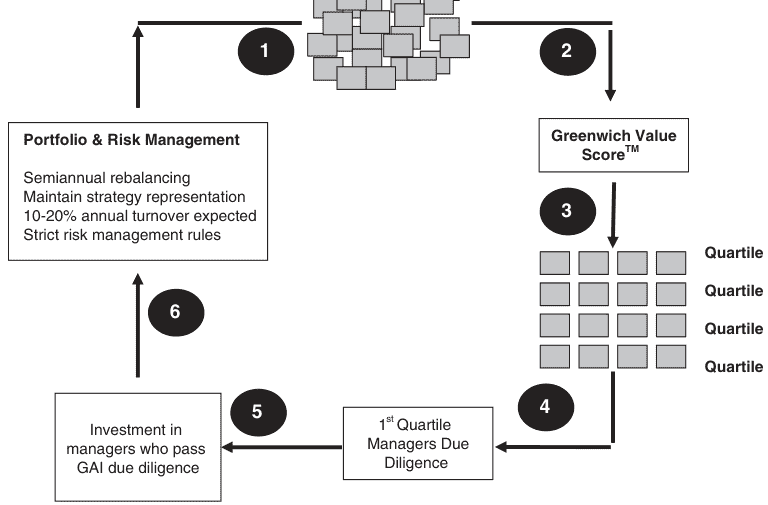 1
2
Greenwich Value
Score™
3
Quartile
Quartile
Quartile
Quartile
4
1st Quartile
Managers Due
Diligence
5
Investment in
managers who pass
GAI due diligence
6
Portfolio & Risk Management
Semiannual rebalancing
Maintain strategy representation
10-20% annual turnover expected
Strict risk management rules